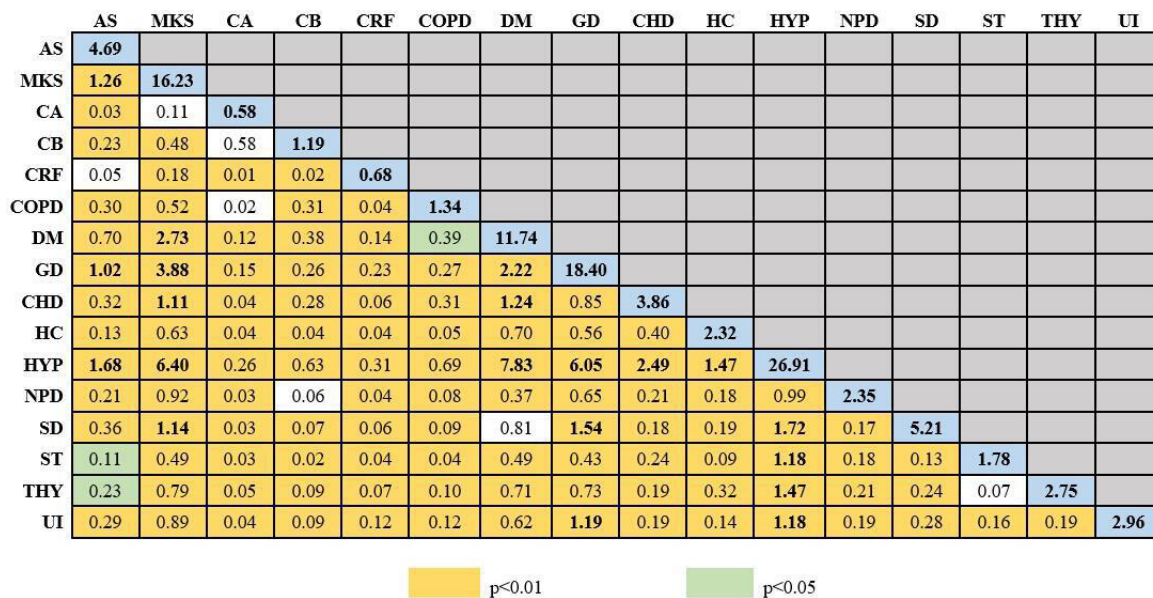 AS MKS CA CB CRF COPD DM GD CHD HC HYP NPD SD ST THY UI
AS 4.69
MKS 1.26 16.23
CA 0.03 0.11 0.58
CB 0.23 0.48 0.58 1.19
CRF 0.05 0.18 0.01 0.02 0.68
COPD 0.30 0.52 0.02 0.31 0.04 1.34
DM 0.70 2.73 0.12 0.38 0.14 0.39 11.74
GD 1.02 3.88 0.15 0.26 0.23 0.27 2.22 18.40
CHD 0.32 1.11 0.04 0.28 0.06 0.31 1.24 0.85 3.86
HC 0.13 0.63 0.04 0.04 0.04 0.05 0.70 0.56 0.40 2.32
HYP 1.68 6.40 0.26 0.63 0.31 0.69 7.83 6.05 2.49 1.47 26.91
NPD 0.21 0.92 0.03 0.06 0.04 0.08 0.37 0.65 0.21 0.18 0.99 2.35
SD 0.36 1.14 0.03 0.07 0.06 0.09 0.81 1.54 0.18 0.19 1.72 0.17 5.21
ST 0.11 0.49 0.03 0.02 0.04 0.04 0.49 0.43 0.24 0.09 1.18 0.18 0.13 1.78
THY 0.23 0.79 0.05 0.09 0.07 0.10 0.71 0.73 0.19 0.32 1.47 0.21 0.24 0.07 2.75
UI 0.29 0.89 0.04 0.09 0.12 0.12 0.62 1.19 0.19 0.14 1.18 0.19 0.28 0.16 0.19 2.96
p<0.01 p<0.05